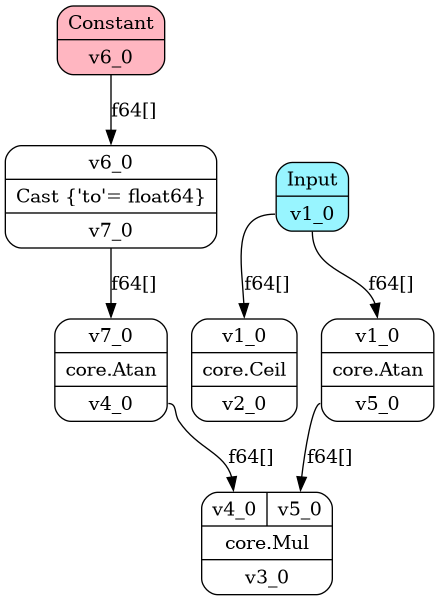 Constant
v6_0
f64[]
v6_0
Cast {'to'= float64}
v7_0
Input
v1_0
f64[]
f64[]
f64[]
v7_0
core.Atan
v4_0
v1_0
core.Ceil
v2_0
v1_0
core.Atan
v5_0
f64[]
f64[]
v4_0 v5_0
core.Mul
v3_0